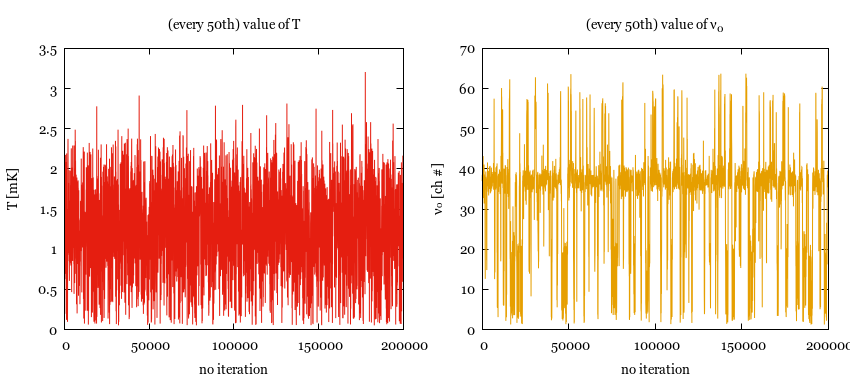 (every 50th) value of T
3.5
3
2.5
2
1.5
1
0.5
0
T [mK]
0 50000 100000 150000 200000
no iteration
(every 50th) value of ν₀
70
60
50
40
30
20
10
0
ν₀ [ch #]
0 50000 100000 150000 200000
no iteration